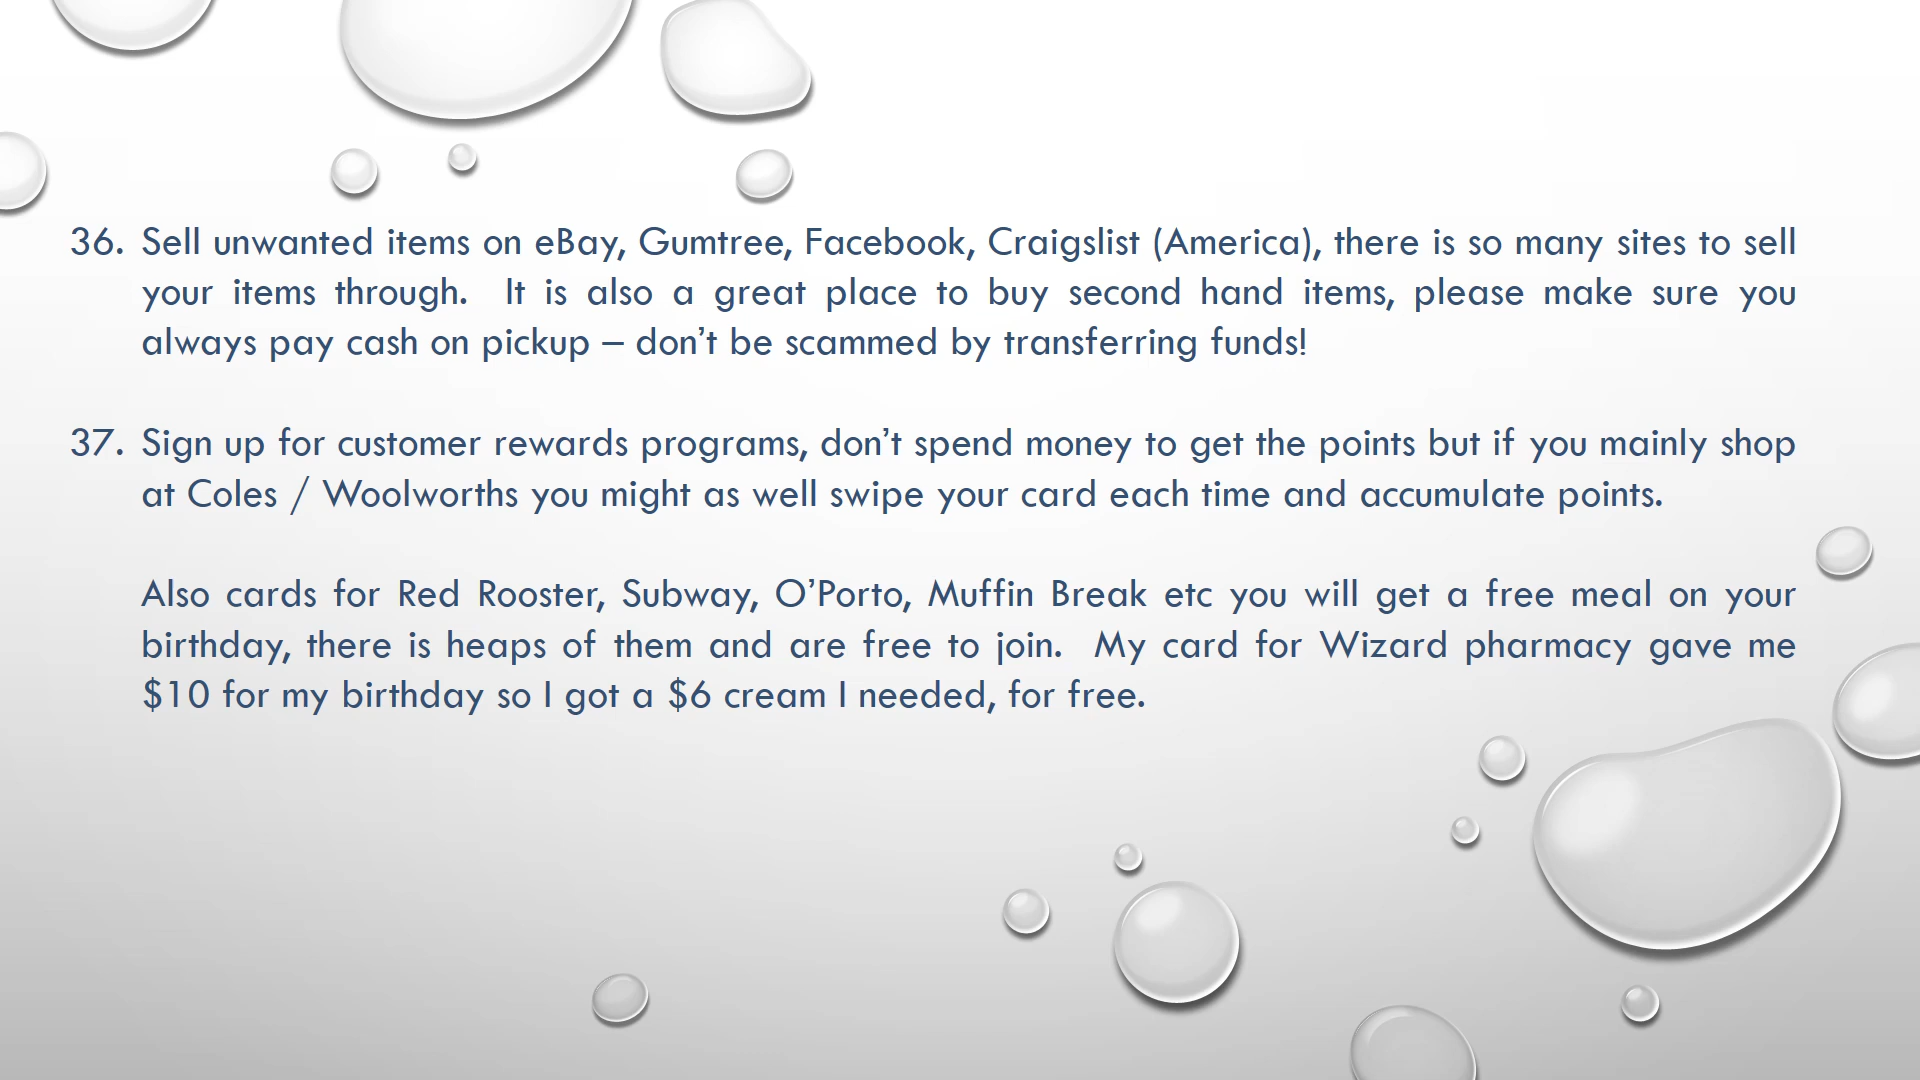 36. Sell unwanted items on eBay, Gumtree, Facebook, Craigslist (America), there is so many sites to sell
your items through.  It is also a great place to buy second hand items, please make sure you
always pay cash on pickup – don’t be scammed by transferring funds!
37. Sign up for customer rewards programs, don’t spend money to get the points but if you mainly shop
at Coles / Woolworths you might as well swipe your card each time and accumulate points.
Also cards for Red Rooster, Subway, O’Porto, Muffin Break etc you will get a free meal on your
birthday, there is heaps of them and are free to join.  My card for Wizard pharmacy gave me
$10 for my birthday so I got a $6 cream I needed, for free.